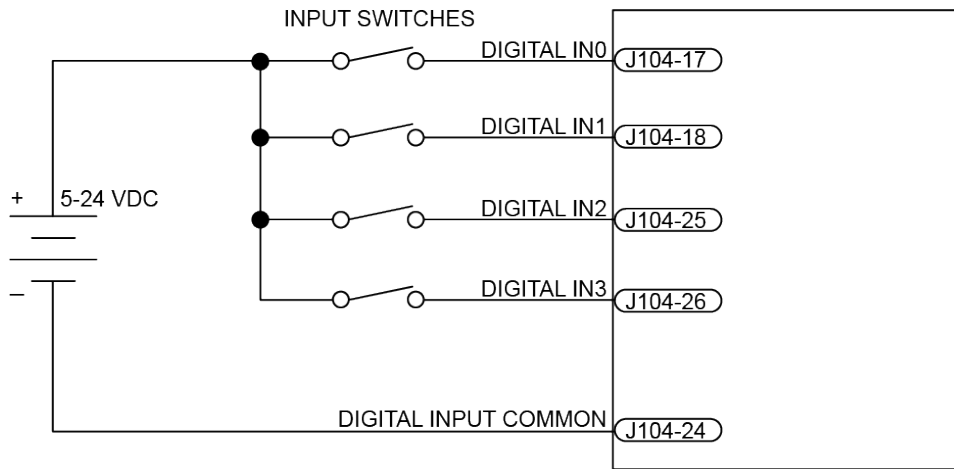 INPUT SWITCHES
DIGITAL IN0
J104-17
DIGITAL IN1
J104-18
+
5-24 VDC
DIGITAL IN2
J104-25
–
DIGITAL IN3
J104-26
DIGITAL INPUT COMMON
J104-24